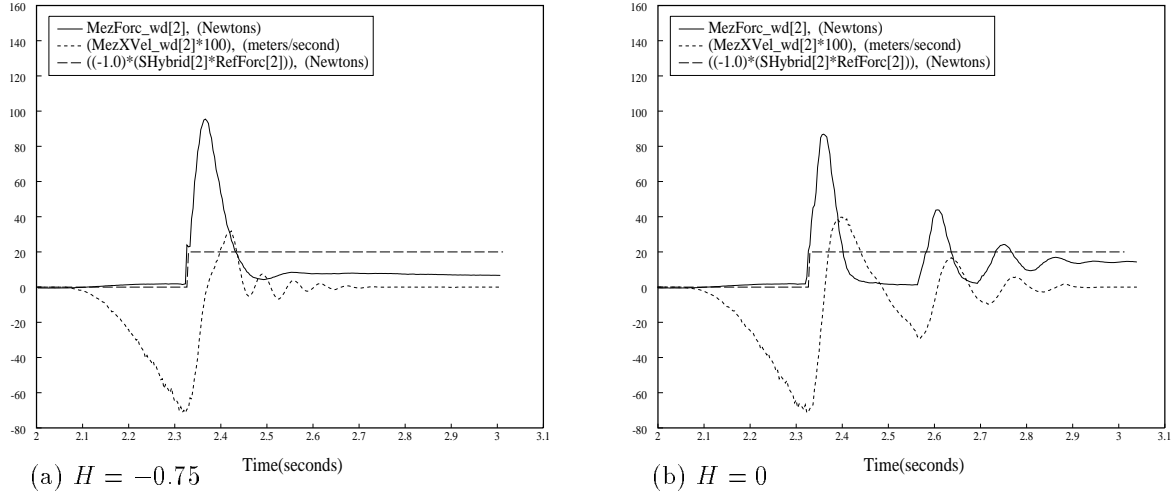 160
140
120
100
80
60
40
20
0
-20
-40
-60
-80
MezForc_wd[2], (Newtons)
(MezXVel_wd[2]*100), (meters/second)
((-1.0)*(SHybrid[2]*RefForc[2])), (Newtons)
2 2.1 2.2 2.3 2.4 2.5 2.6 2.7 2.8 2.9 3 3.1
Time(seconds)
(a) H = −0.75
160
140
120
100
80
60
40
20
0
-20
-40
-60
-80
MezForc_wd[2], (Newtons)
(MezXVel_wd[2]*100), (meters/second)
((-1.0)*(SHybrid[2]*RefForc[2])), (Newtons)
2 2.1 2.2 2.3 2.4 2.5 2.6 2.7 2.8 2.9 3 3.1
Time(seconds)
(b) H = 0